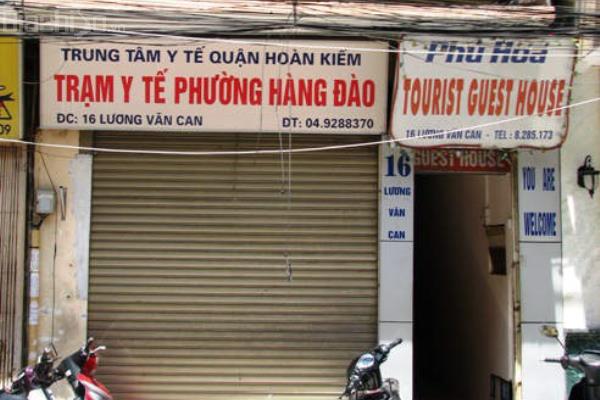 TRUNG TÂM Y TẾ QUẬN HOÀN KIẾM
TRẠM Y TẾ PHƯỜNG HÀNG ĐÀO
DC: 16 LƯƠNG VĂN CAN
DT: 04.9288370
Phú Hòa
TOURIST GUEST HOUSE
16 LƯƠNG VĂN CAN - TEL: 8.285.173
GUEST HOUSE
16
LƯƠNG
VĂN
CAN
YOU ARE
WELCOME
09